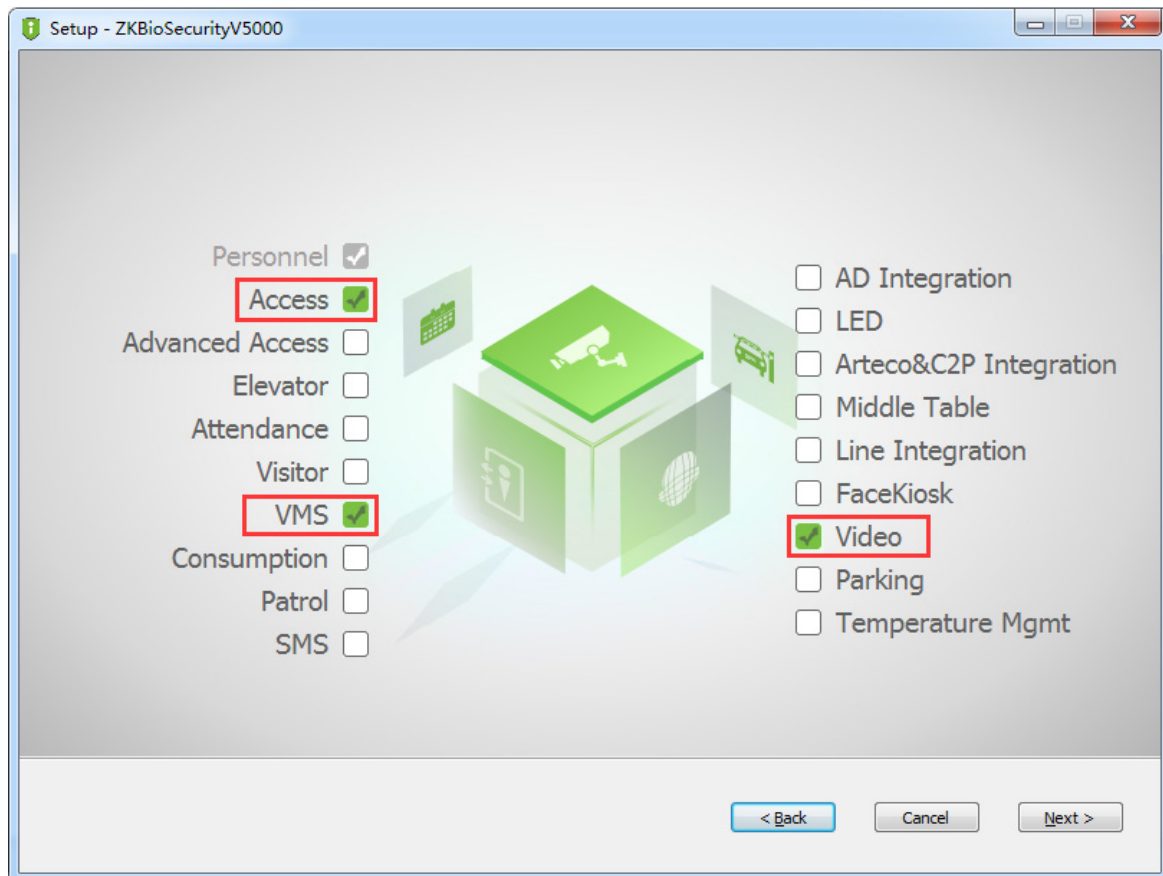 Setup - ZKBioSecurityV5000
Personnel
Access
Advanced Access
Elevator
Attendance
Visitor
VMS
Consumption
Patrol
SMS
AD Integration
LED
Arteco&C2P Integration
Middle Table
Line Integration
FaceKiosk
Video
Parking
Temperature Mgmt
< Back
Cancel
Next >